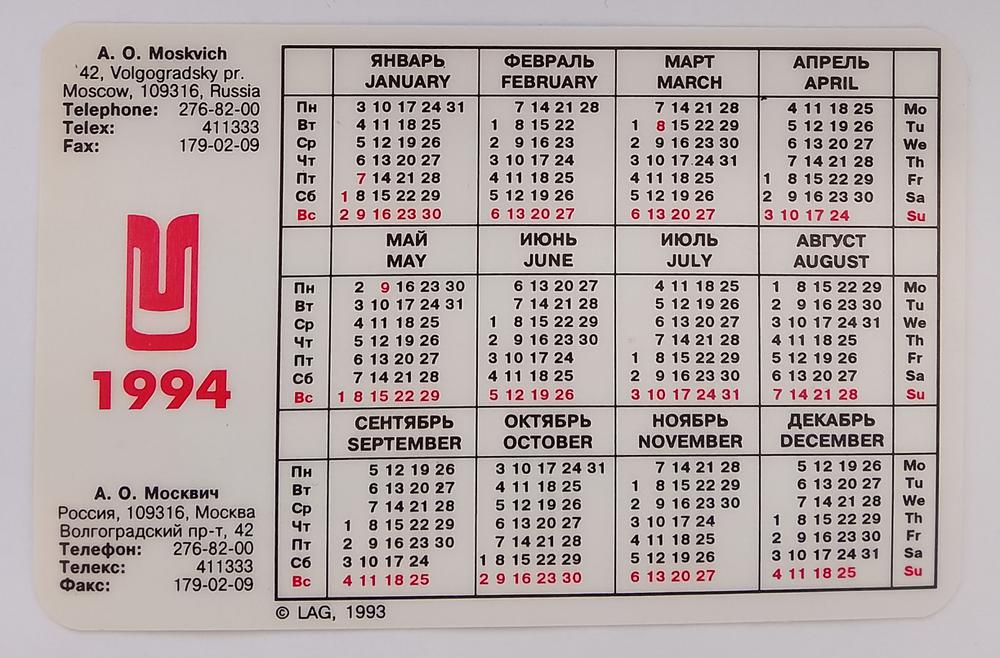 A. O. Moskvich
42, Volgogradsky pr.
Moscow, 109316, Russia
Telephone: 276-82-00
Telex: 411333
Fax: 179-02-09
1994
А. О. Москвич
Россия, 109316, Москва
Волгоградский пр-т, 42
Телефон: 276-82-00
Телекс: 411333
Факс: 179-02-09
ЯНВАРЬ ФЕВРАЛЬ МАРТ АПРЕЛЬ
JANUARY FEBRUARY MARCH APRIL
Пн 3 10 17 24 31 7 14 21 28 7 14 21 28 4 11 18 25 Mo
Вт 4 11 18 25 1 8 15 22 1 8 15 22 29 5 12 19 26 Tu
Ср 5 12 19 26 2 9 16 23 2 9 16 23 30 6 13 20 27 We
Чт 6 13 20 27 3 10 17 24 3 10 17 24 31 7 14 21 28 Th
Пт 7 14 21 28 4 11 18 25 4 11 18 25 1 8 15 22 29 Fr
Сб 1 8 15 22 29 5 12 19 26 5 12 19 26 2 9 16 23 30 Sa
Вс 2 9 16 23 30 6 13 20 27 6 13 20 27 3 10 17 24 Su
МАЙ ИЮНЬ ИЮЛЬ АВГУСТ
MAY JUNE JULY AUGUST
Пн 2 9 16 23 30 6 13 20 27 4 11 18 25 1 8 15 22 29 Mo
Вт 3 10 17 24 31 7 14 21 28 5 12 19 26 2 9 16 23 30 Tu
Ср 4 11 18 25 1 8 15 22 29 6 13 20 27 3 10 17 24 31 We
Чт 5 12 19 26 2 9 16 23 30 7 14 21 28 4 11 18 25 Th
Пт 6 13 20 27 3 10 17 24 1 8 15 22 29 5 12 19 26 Fr
Сб 7 14 21 28 4 11 18 25 2 9 16 23 30 6 13 20 27 Sa
Вс 1 8 15 22 29 5 12 19 26 3 10 17 24 31 7 14 21 28 Su
СЕНТЯБРЬ ОКТЯБРЬ НОЯБРЬ ДЕКАБРЬ
SEPTEMBER OCTOBER NOVEMBER DECEMBER
Пн 5 12 19 26 3 10 17 24 31 7 14 21 28 5 12 19 26 Mo
Вт 6 13 20 27 4 11 18 25 1 8 15 22 29 6 13 20 27 Tu
Ср 7 14 21 28 5 12 19 26 2 9 16 23 30 7 14 21 28 We
Чт 1 8 15 22 29 6 13 20 27 3 10 17 24 1 8 15 22 29 Th
Пт 2 9 16 23 30 7 14 21 28 4 11 18 25 2 9 16 23 30 Fr
Сб 3 10 17 24 1 8 15 22 29 5 12 19 26 3 10 17 24 31 Sa
Вс 4 11 18 25 2 9 16 23 30 6 13 20 27 4 11 18 25 Su
© LAG, 1993